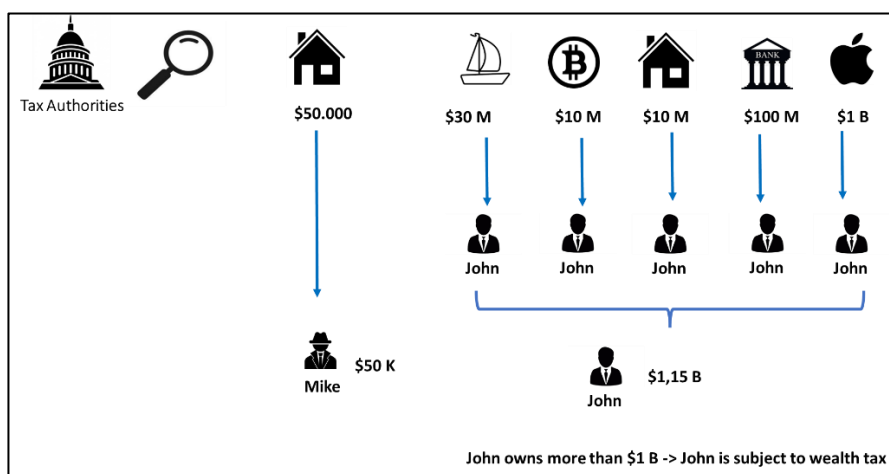 BANK
Tax Authorities
$50.000
$30 M
$10 M
$10 M
$100 M
$1 B
John
John
John
John
John
$50 K
Mike
$1,15 B
John
John owns more than $1 B -> John is subject to wealth tax